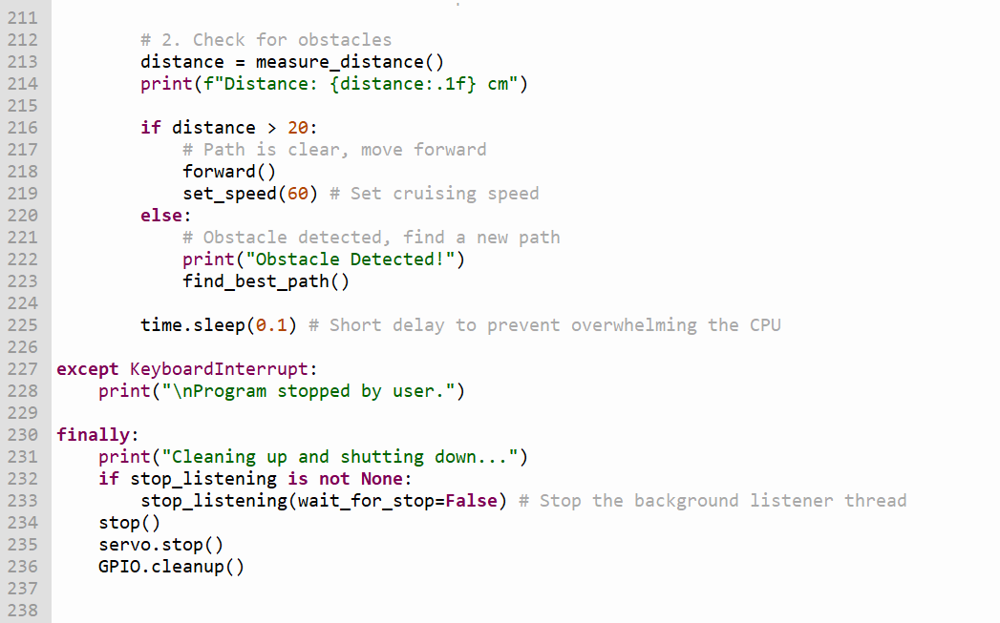 211
212 # 2. Check for obstacles
213 distance = measure_distance()
214 print(f"Distance: {distance:.1f} cm")
215
216 if distance > 20:
217 # Path is clear, move forward
218 forward()
219 set_speed(60) # Set cruising speed
220 else:
221 # Obstacle detected, find a new path
222 print("Obstacle Detected!")
223 find_best_path()
224
225 time.sleep(0.1) # Short delay to prevent overwhelming the CPU
226
227 except KeyboardInterrupt:
228 print("\nProgram stopped by user.")
229
230 finally:
231 print("Cleaning up and shutting down...")
232 if stop_listening is not None:
233 stop_listening(wait_for_stop=False) # Stop the background listener thread
234 stop()
235 servo.stop()
236 GPIO.cleanup()
237
238